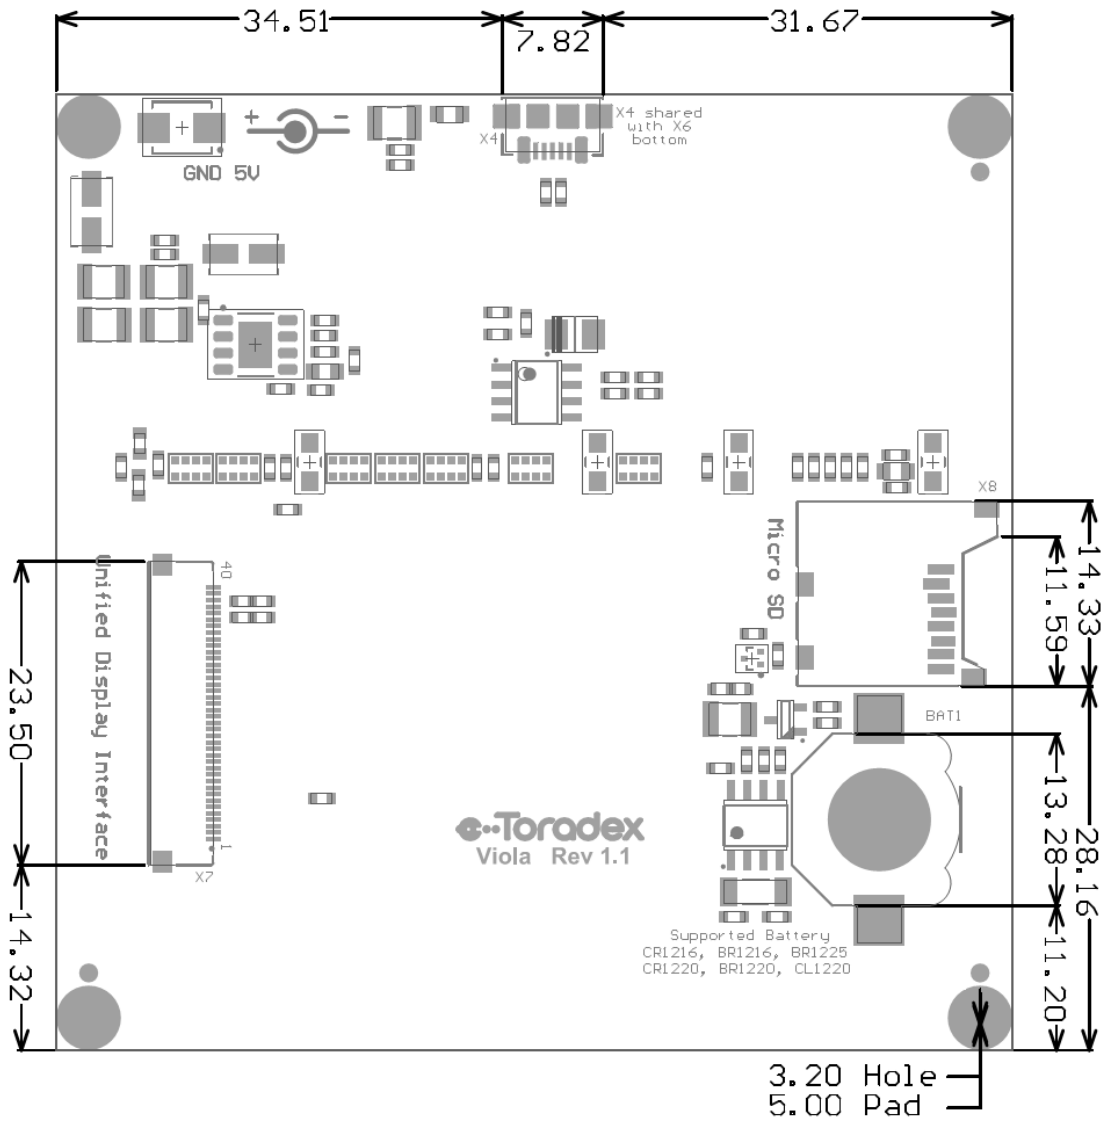 34.51
7.82
31.67
+ -
X4
X4 shared
with X6
bottom
GND 5V
X8
Micro SD
14.33
11.59
40
Unified Display Interface
23.50
1
X7
14.32
BAT1
13.28
28.16
11.20
Toradex
Viola Rev 1.1
Supported Battery
CR1216, BR1216, BR1225
CR1220, BR1220, CL1220
3.20 Hole
5.00 Pad